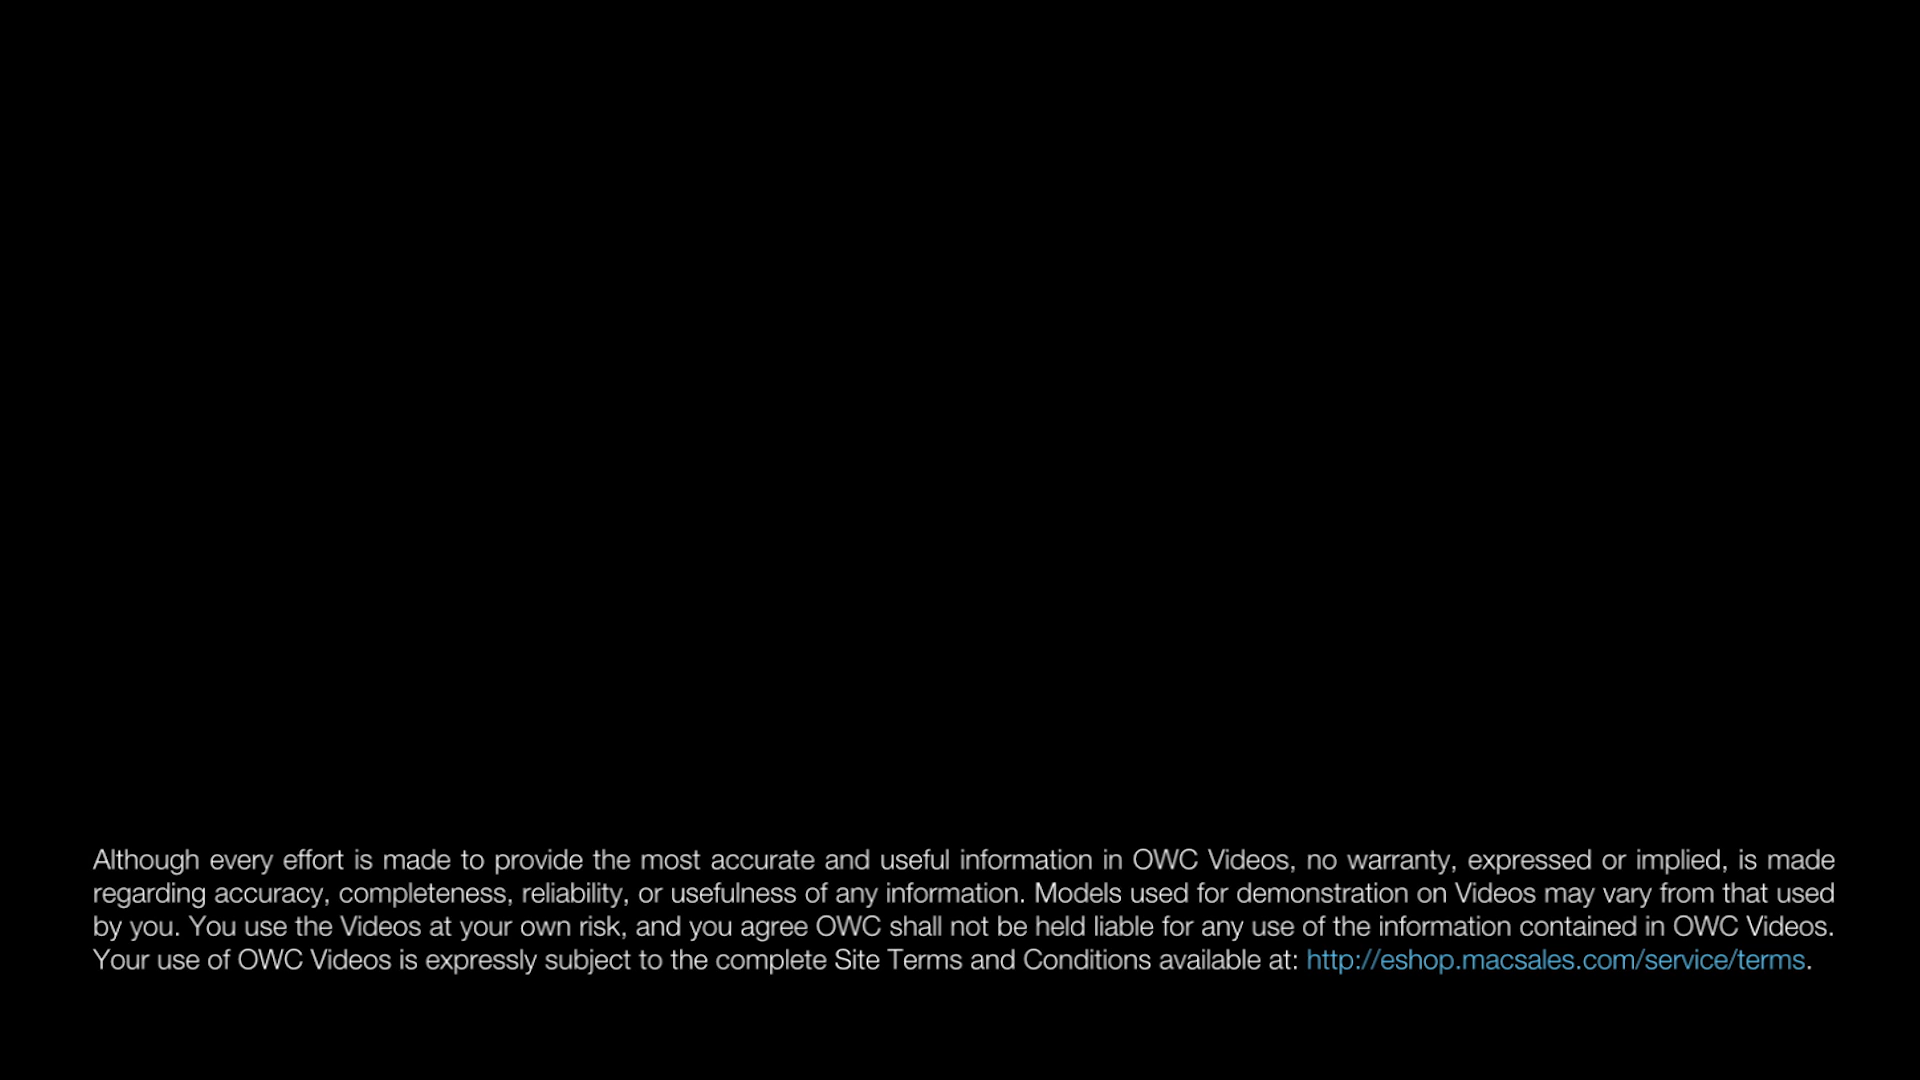 Although every effort is made to provide the most accurate and useful information in OWC Videos, no warranty, expressed or implied, is made
regarding accuracy, completeness, reliability, or usefulness of any information. Models used for demonstration on Videos may vary from that used
by you. You use the Videos at your own risk, and you agree OWC shall not be held liable for any use of the information contained in OWC Videos.
Your use of OWC Videos is expressly subject to the complete Site Terms and Conditions available at: http://eshop.macsales.com/service/terms.